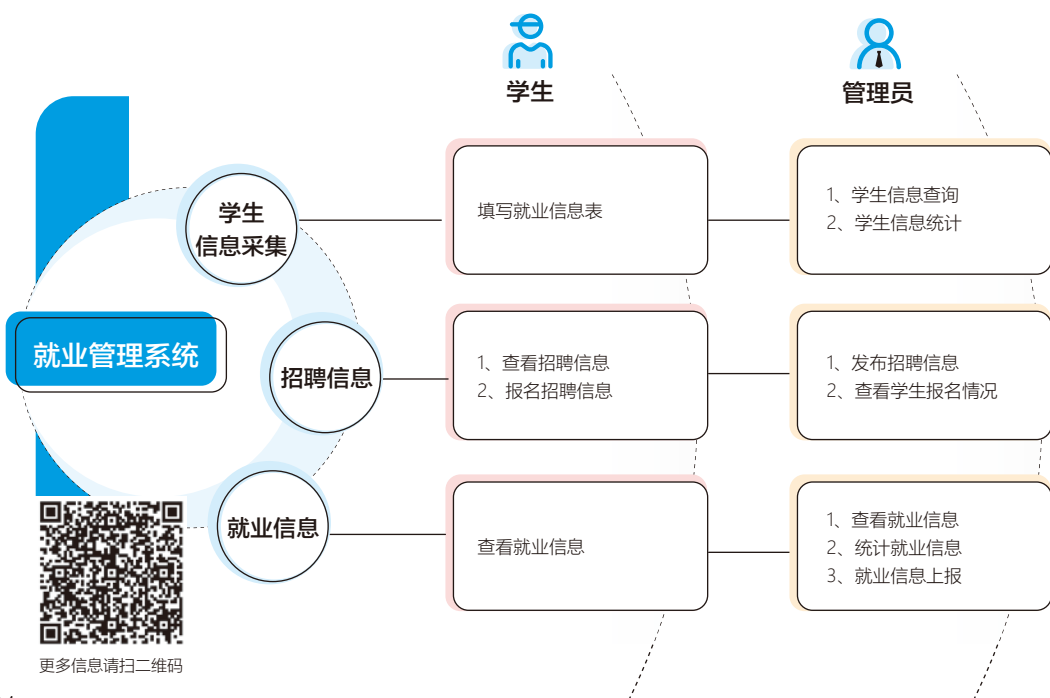 学生
管理员
学生
信息采集
填写就业信息表
1、学生信息查询
2、学生信息统计
就业管理系统
招聘信息
1、查看招聘信息
2、报名招聘信息
1、发布招聘信息
2、查看学生报名情况
就业信息
查看就业信息
1、查看就业信息
2、统计就业信息
3、就业信息上报
更多信息请扫二维码